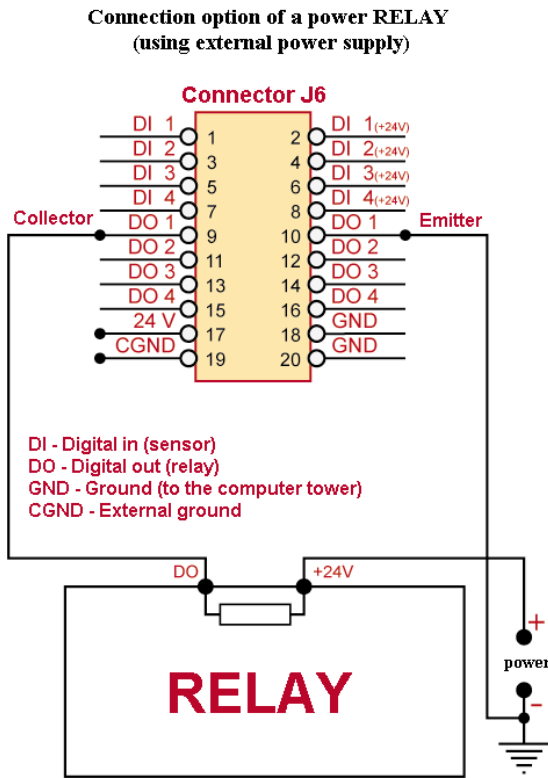 Connection option of a power RELAY
(using external power supply)
Connector J6
DI 1 1 2 DI 1(+24V)
DI 2 3 4 DI 2(+24V)
DI 3 5 6 DI 3(+24V)
DI 4 7 8 DI 4(+24V)
Collector DO 1 9 10 DO 1 Emitter
DO 2 11 12 DO 2
DO 3 13 14 DO 3
DO 4 15 16 DO 4
24 V 17 18 GND
CGND 19 20 GND
DI - Digital in (sensor)
DO - Digital out (relay)
GND - Ground (to the computer tower)
CGND - External ground
DO +24V
+
power
RELAY
-